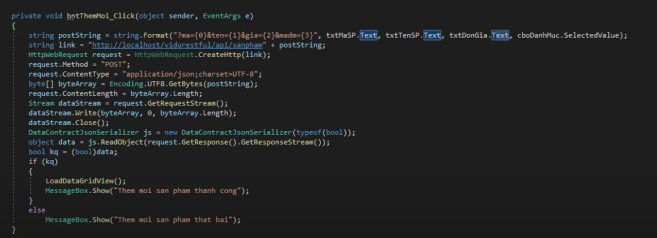 private void botThemMoi_Click(object sender, EventArgs e)
{
string postString = string.Format("?ma={0}&ten={1}&gia={2}&madm={3}", txtMaSP.Text, txtTenSP.Text, txtDonGia.Text, cboDanhMuc.SelectedValue);
string link = "http://localhost/vidurestful/api/sanpham" + postString;
HttpWebRequest request = HttpWebRequest.CreateHttp(link);
request.Method = "POST";
request.ContentType = "application/json;charset=UTF-8";
byte[] byteArray = Encoding.UTF8.GetBytes(postString);
request.ContentLength = byteArray.Length;
Stream dataStream = request.GetRequestStream();
dataStream.Write(byteArray, 0, byteArray.Length);
dataStream.Close();
DataContractJsonSerializer js = new DataContractJsonSerializer(typeof(bool));
object data = js.ReadObject(request.GetResponse().GetResponseStream());
bool kq = (bool)data;
if (kq)
{
LoadDataGridView();
MessageBox.Show("Them moi san pham thanh cong");
}
else
MessageBox.Show("Them moi san pham that bai");
}